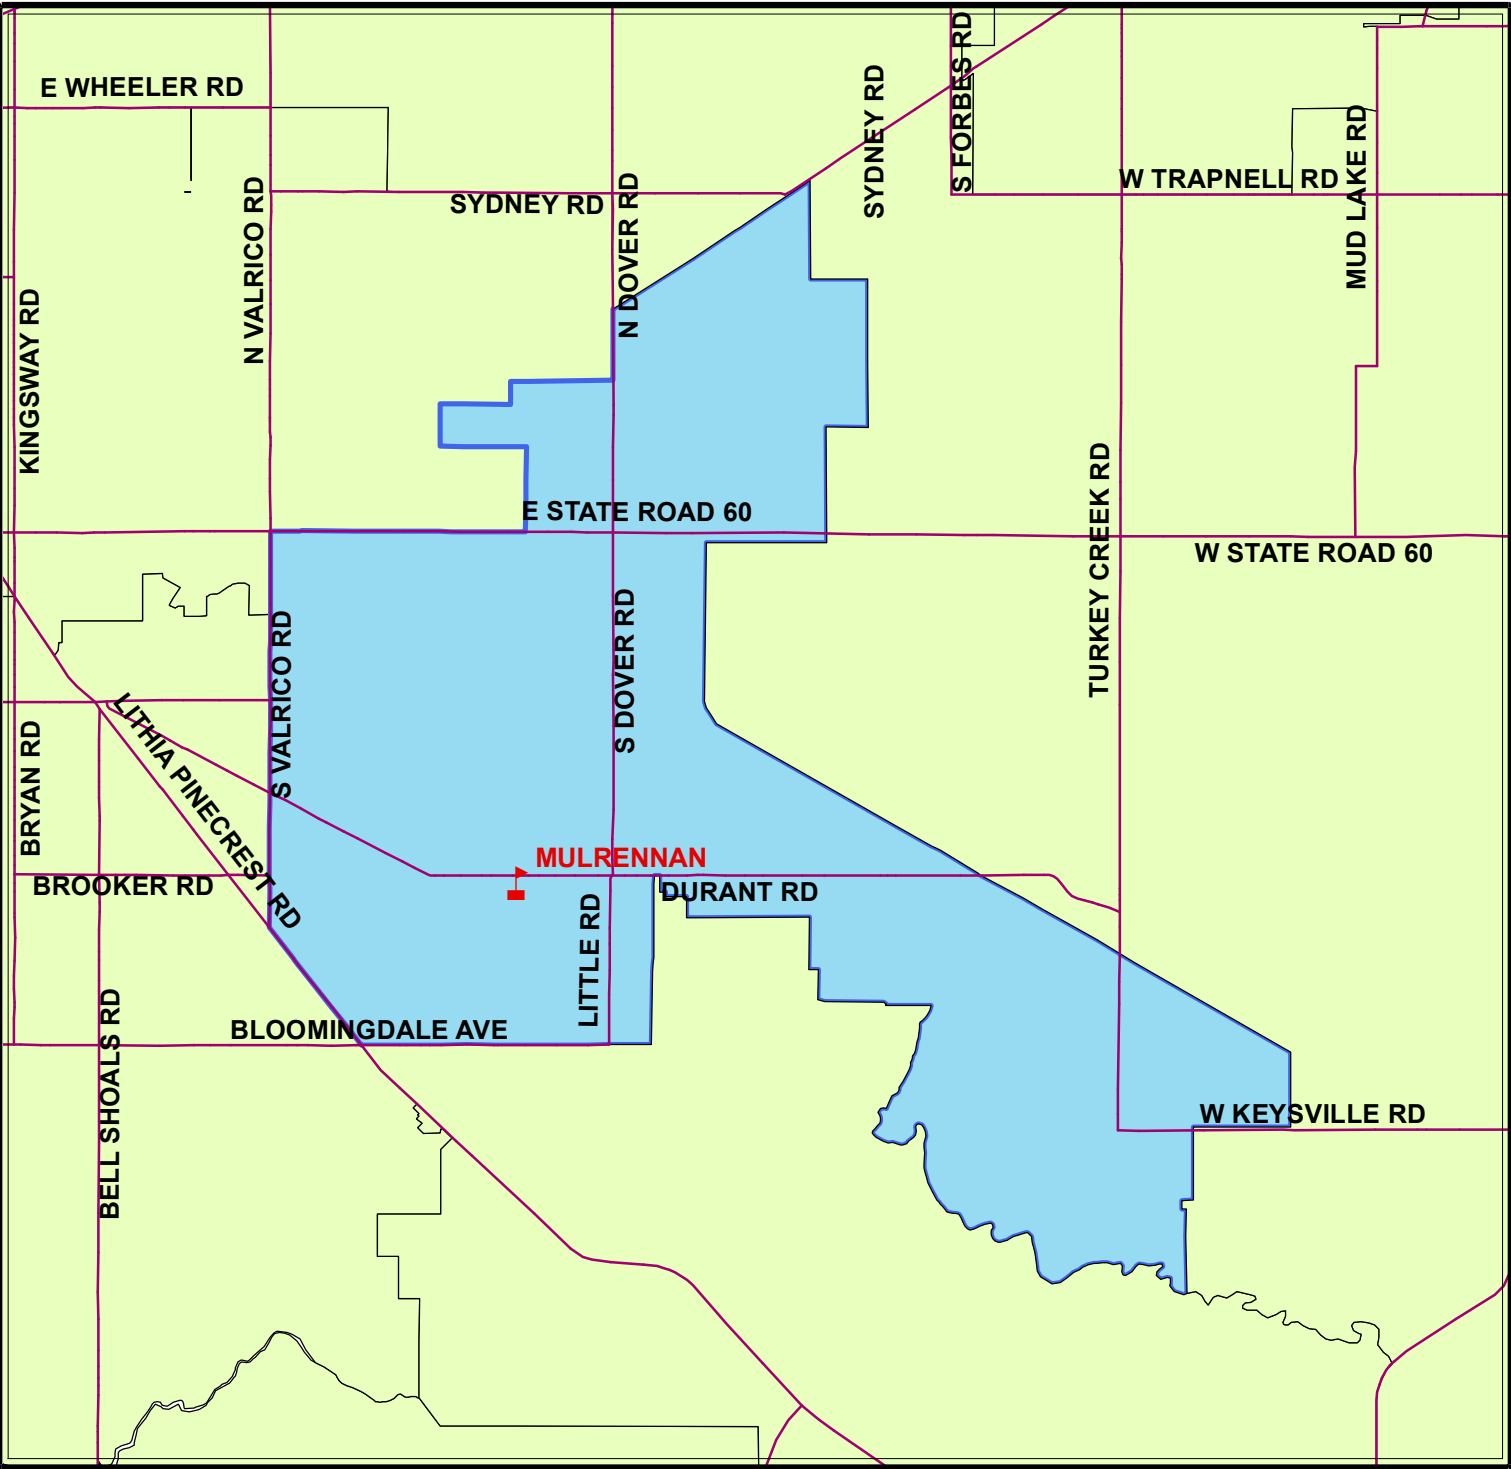 S FORBES RD
SYDNEY RD
E WHEELER RD
MUD LAKE RD
W TRAPNELL RD
N VALRICO RD
SYDNEY RD
N DOVER RD
KINGSWAY RD
E STATE ROAD 60
W STATE ROAD 60
TURKEY CREEK RD
S VALRICO RD
S DOVER RD
LITHIA PINECREST RD
BRYAN RD
MULRENNAN
BROOKER RD
DURANT RD
LITTLE RD
BLOOMINGDALE AVE
BELL SHOALS RD
W KEYSVILLE RD